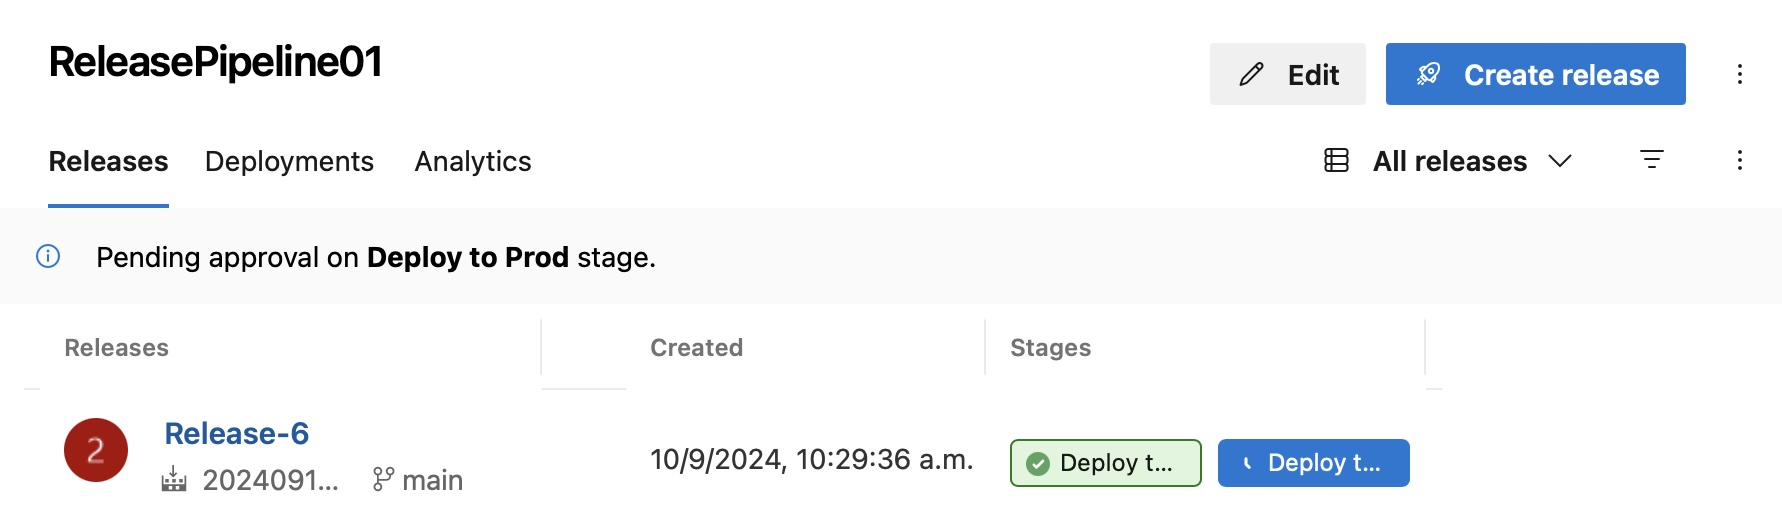 ReleasePipeline01
Edit
Create release
Releases
Deployments
Analytics
All releases
Pending approval on Deploy to Prod stage.
Releases
Created
Stages
2
Release-6
2024091...
main
10/9/2024, 10:29:36 a.m.
Deploy t...
Deploy t...